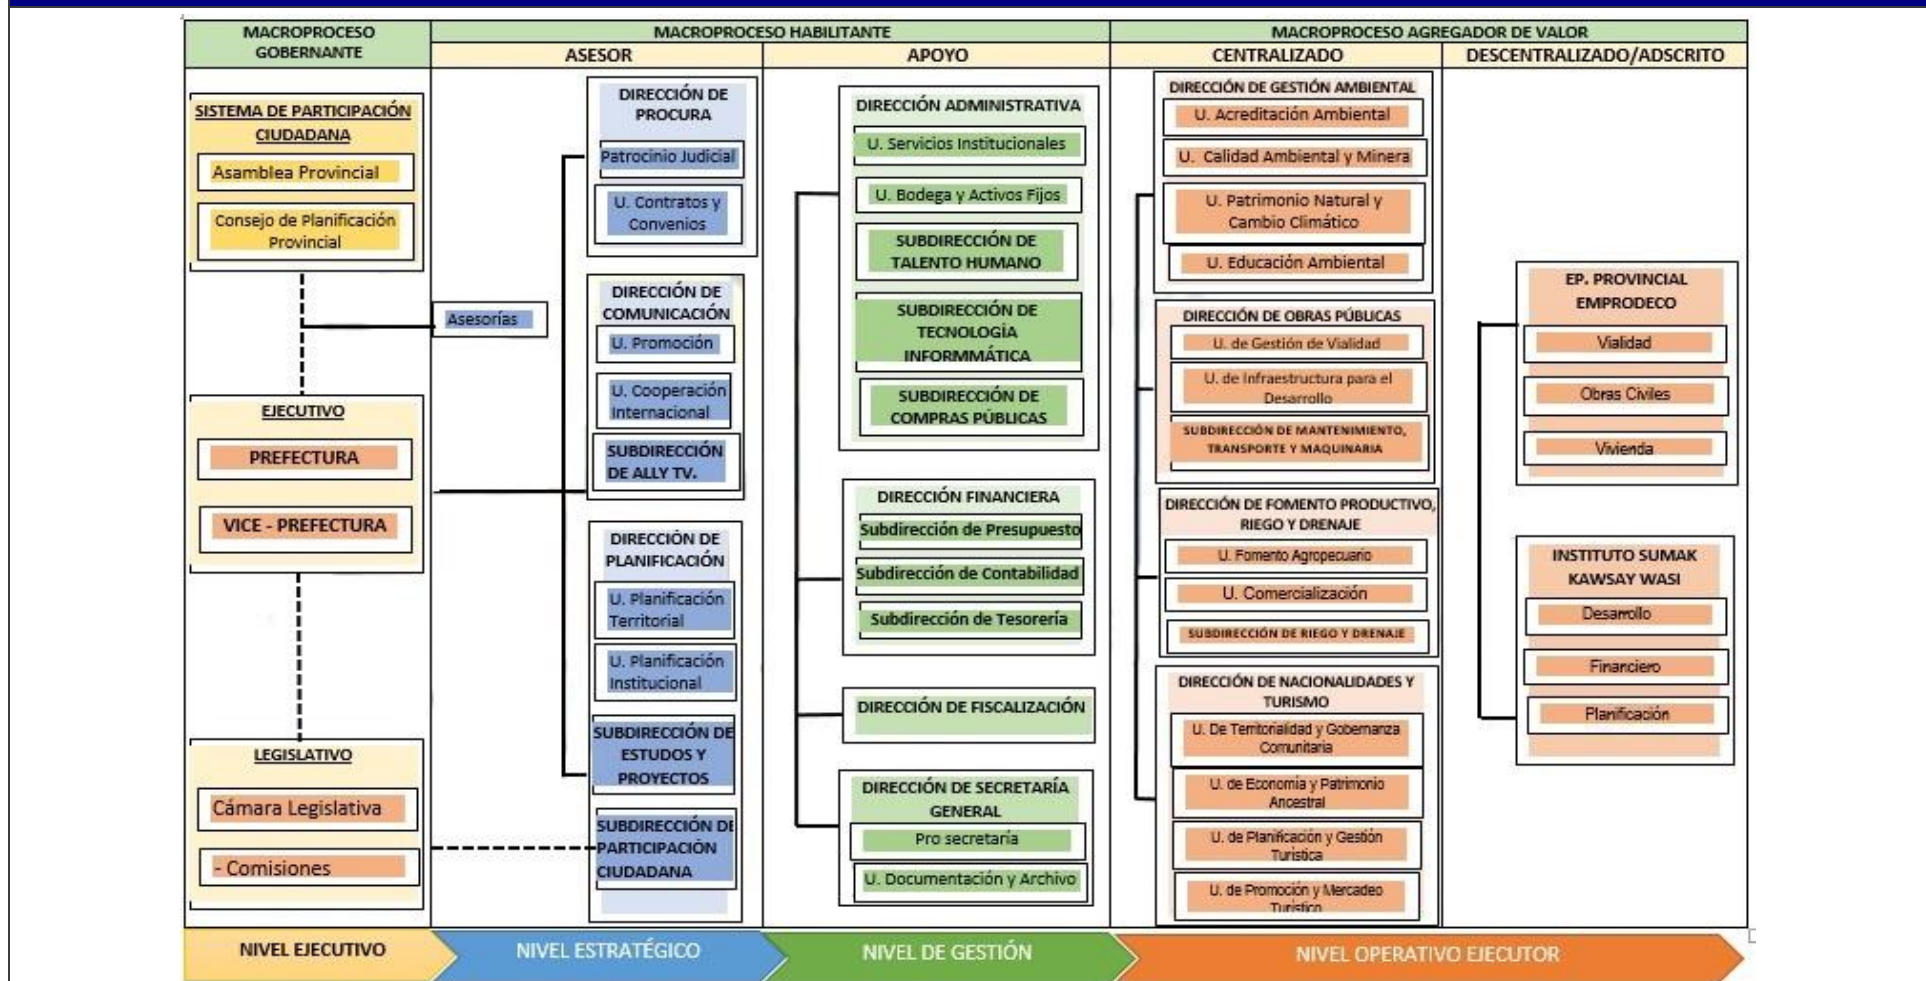 MACROPROCESO
GOBERNANTE
MACROPROCESO HABILITANTE
MACROPROCESO AGREGADOR DE VALOR
ASESOR
APOYO
CENTRALIZADO
DESCENTRALIZADO/ADSCRITO
SISTEMA DE PARTICIPACIÓN
CIUDADANA
Asamblea Provincial
Consejo de Planificación
Provincial
EJECUTIVO
PREFECTURA
VICE - PREFECTURA
LEGISLATIVO
Cámara Legislativa
- Comisiones
Asesorías
DIRECCIÓN DE
PROCURA
Patrocinio Judicial
U. Contratos y
Convenios
DIRECCIÓN DE
COMUNICACIÓN
U. Promoción
U. Cooperación
Internacional
SUBDIRECCIÓN
DE ALLY TV.
DIRECCIÓN DE
PLANIFICACIÓN
U. Planificación
Territorial
U. Planificación
Institucional
SUBDIRECCIÓN DE
ESTUDOS Y
PROYECTOS
SUBDIRECCIÓN DE
PARTICIPACIÓN
CIUDADANA
DIRECCIÓN ADMINISTRATIVA
U. Servicios Institucionales
U. Bodega y Activos Fijos
SUBDIRECCIÓN DE
TALENTO HUMANO
SUBDIRECCIÓN DE
TECNOLOGÍA
INFORMMÁTICA
SUBDIRECCIÓN DE
COMPRAS PÚBLICAS
DIRECCIÓN FINANCIERA
Subdirección de Presupuesto
Subdirección de Contabilidad
Subdirección de Tesorería
DIRECCIÓN DE FISCALIZACIÓN
DIRECCIÓN DE SECRETARÍA
GENERAL
Pro secretaría
U. Documentación y Archivo
DIRECCIÓN DE GESTIÓN AMBIENTAL
U. Acreditación Ambiental
U. Calidad Ambiental y Minera
U. Patrimonio Natural y
Cambio Climático
U. Educación Ambiental
DIRECCIÓN DE OBRAS PÚBLICAS
U. de Gestión de Vialidad
U. de Infraestructura para el
Desarrollo
SUBDIRECCIÓN DE MANTENIMIENTO,
TRANSPORTE Y MAQUINARIA
DIRECCIÓN DE FOMENTO PRODUCTIVO,
RIEGO Y DRENAJE
U. Fomento Agropecuario
U. Comercialización
SUBDIRECCIÓN DE RIEGO Y DRENAJE
DIRECCIÓN DE NACIONALIDADES Y
TURISMO
U. De Territorialidad y Gobernanza
Comunitaria
U. de Economía y Patrimonio
Ancestral
U. de Planificación y Gestión
Turística
U. de Promoción y Mercadeo
Turístico
EP. PROVINCIAL
EMPRODECO
Vialidad
Obras Civiles
Vivienda
INSTITUTO SUMAK
KAWSAY WASI
Desarrollo
Financiero
Planificación
NIVEL EJECUTIVO
NIVEL ESTRATÉGICO
NIVEL DE GESTIÓN
NIVEL OPERATIVO EJECUTOR